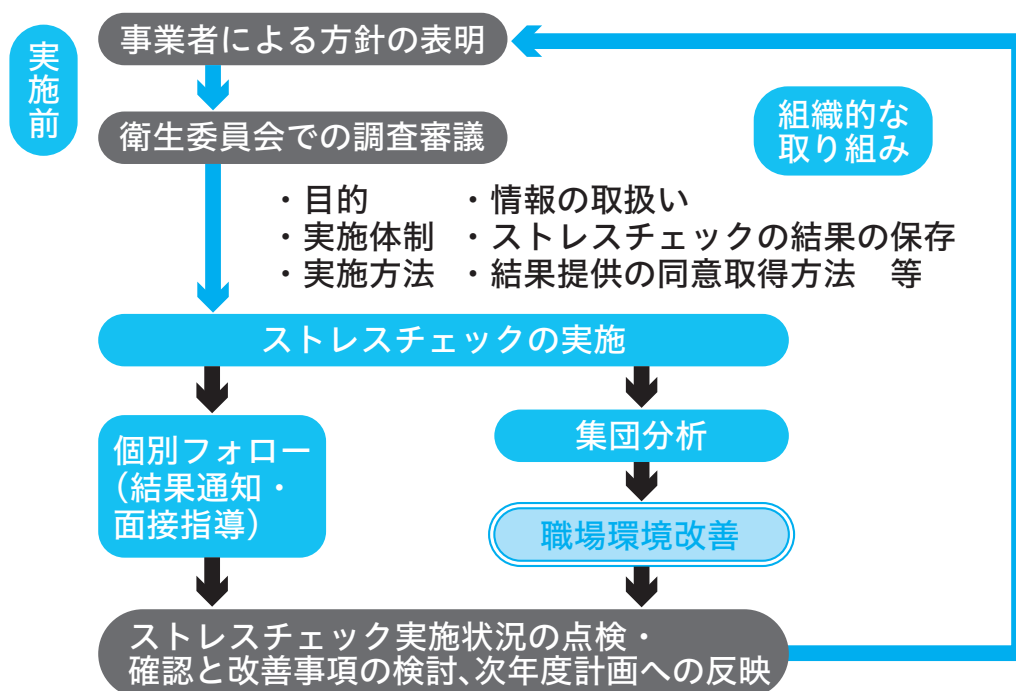 実施前
事業者による方針の表明
衛生委員会での調査審議
組織的な
取り組み
・目的　・情報の取扱い
・実施体制　・ストレスチェックの結果の保存
・実施方法　・結果提供の同意取得方法　等
ストレスチェックの実施
個別フォロー
（結果通知・
面接指導）
集団分析
職場環境改善
ストレスチェック実施状況の点検・
確認と改善事項の検討、次年度計画への反映